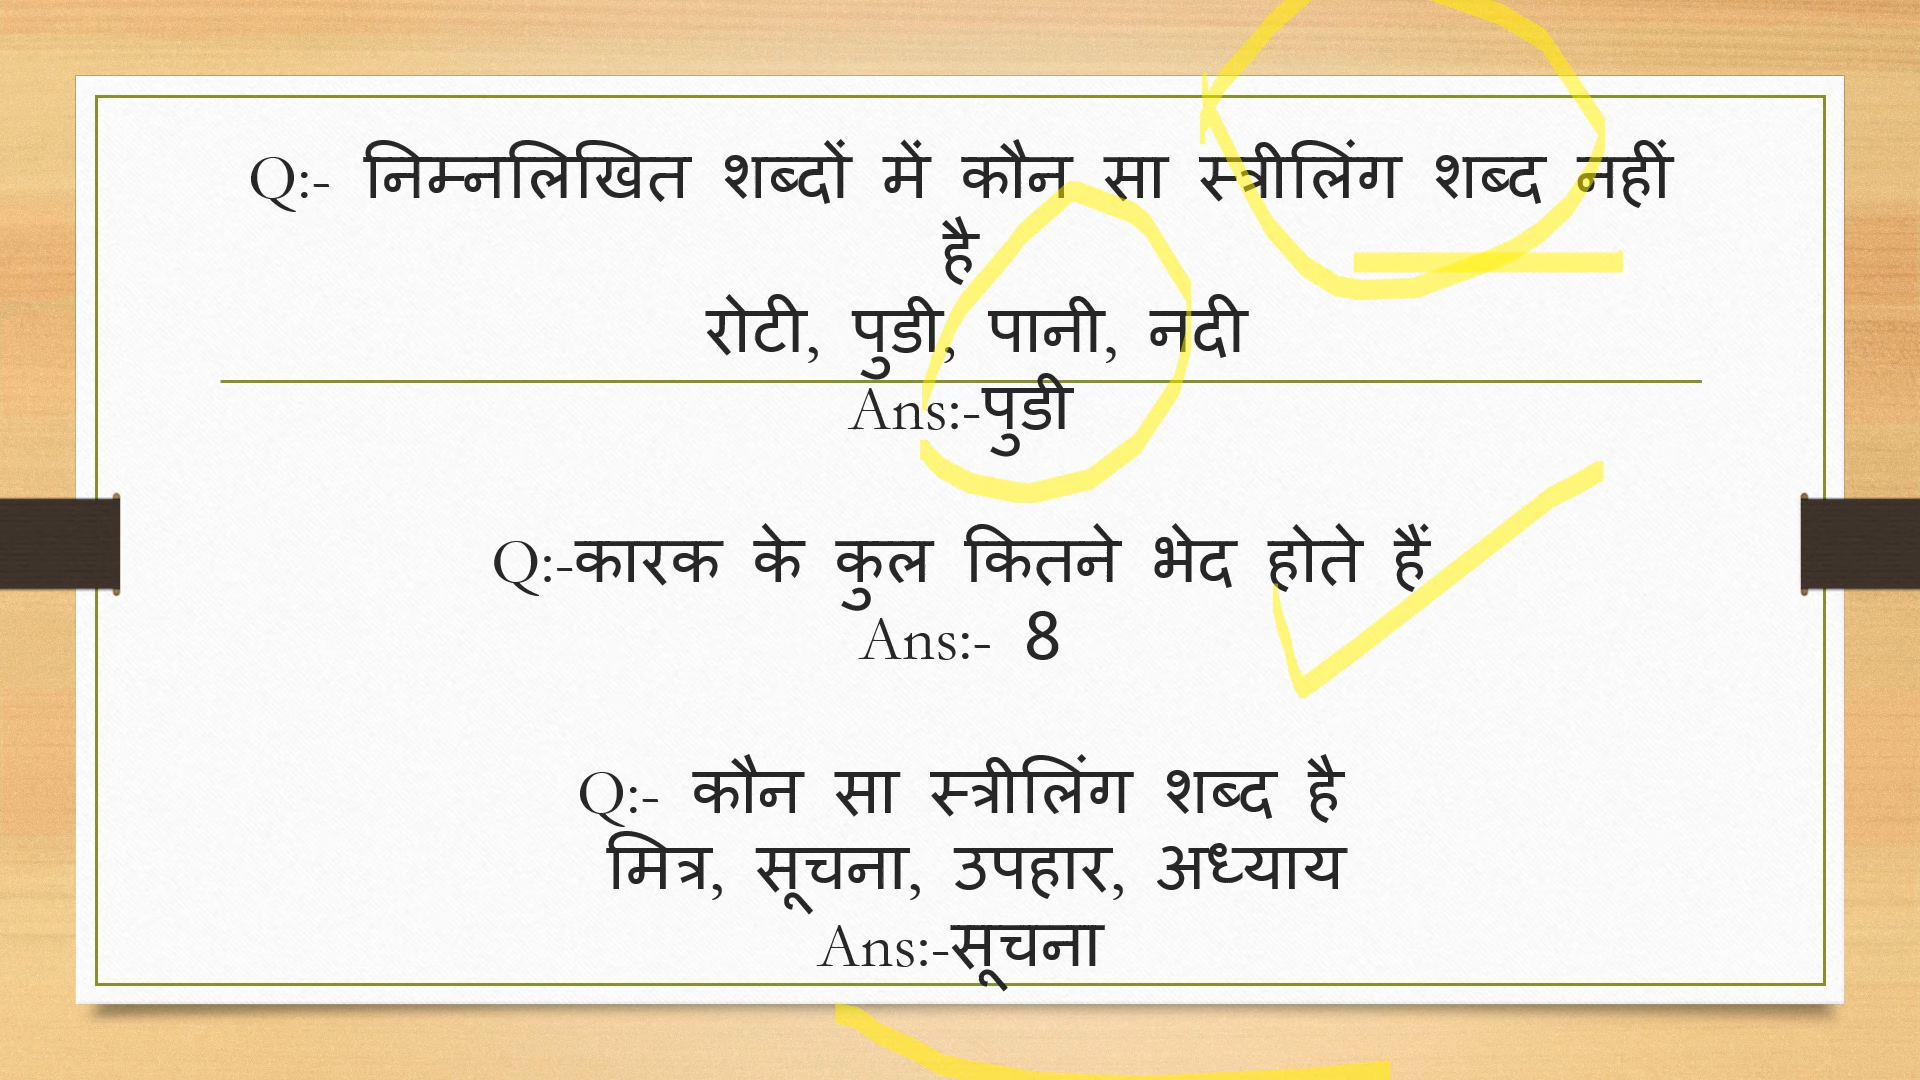 Q:- निम्नलिखित शब्दों में कौन सा स्त्रीलिंग शब्द नहीं
है
रोटी, पुडी, पानी, नदी
Ans:-पुडी
Q:-कारक के कुल कितने भेद होते हैं
Ans:- 8
Q:- कौन सा स्त्रीलिंग शब्द है
मित्र, सूचना, उपहार, अध्याय
Ans:-सूचना